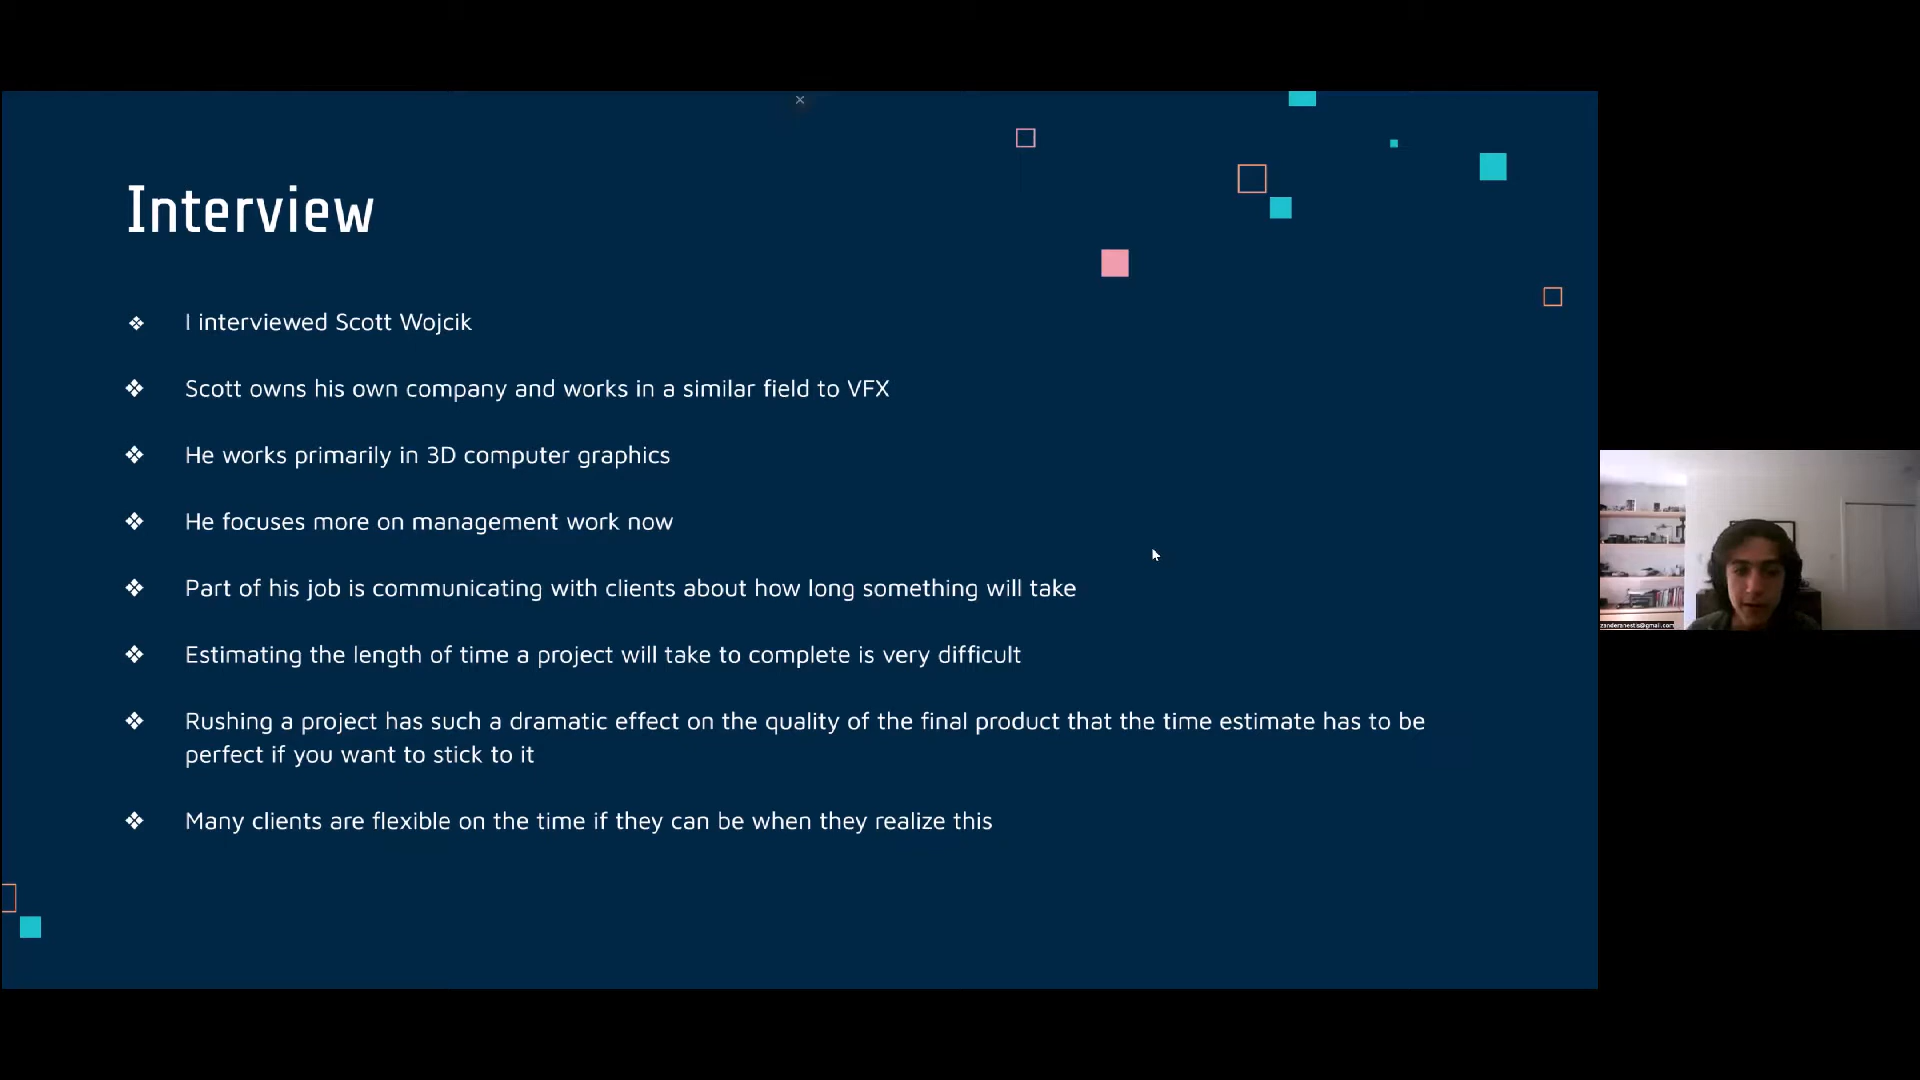 Interview
❖ I interviewed Scott Wojcik
❖ Scott owns his own company and works in a similar field to VFX
❖ He works primarily in 3D computer graphics
❖ He focuses more on management work now
❖ Part of his job is communicating with clients about how long something will take
❖ Estimating the length of time a project will take to complete is very difficult
❖ Rushing a project has such a dramatic effect on the quality of the final product that the time estimate has to be
perfect if you want to stick to it
❖ Many clients are flexible on the time if they can be when they realize this
zanderanestis@gmail.com